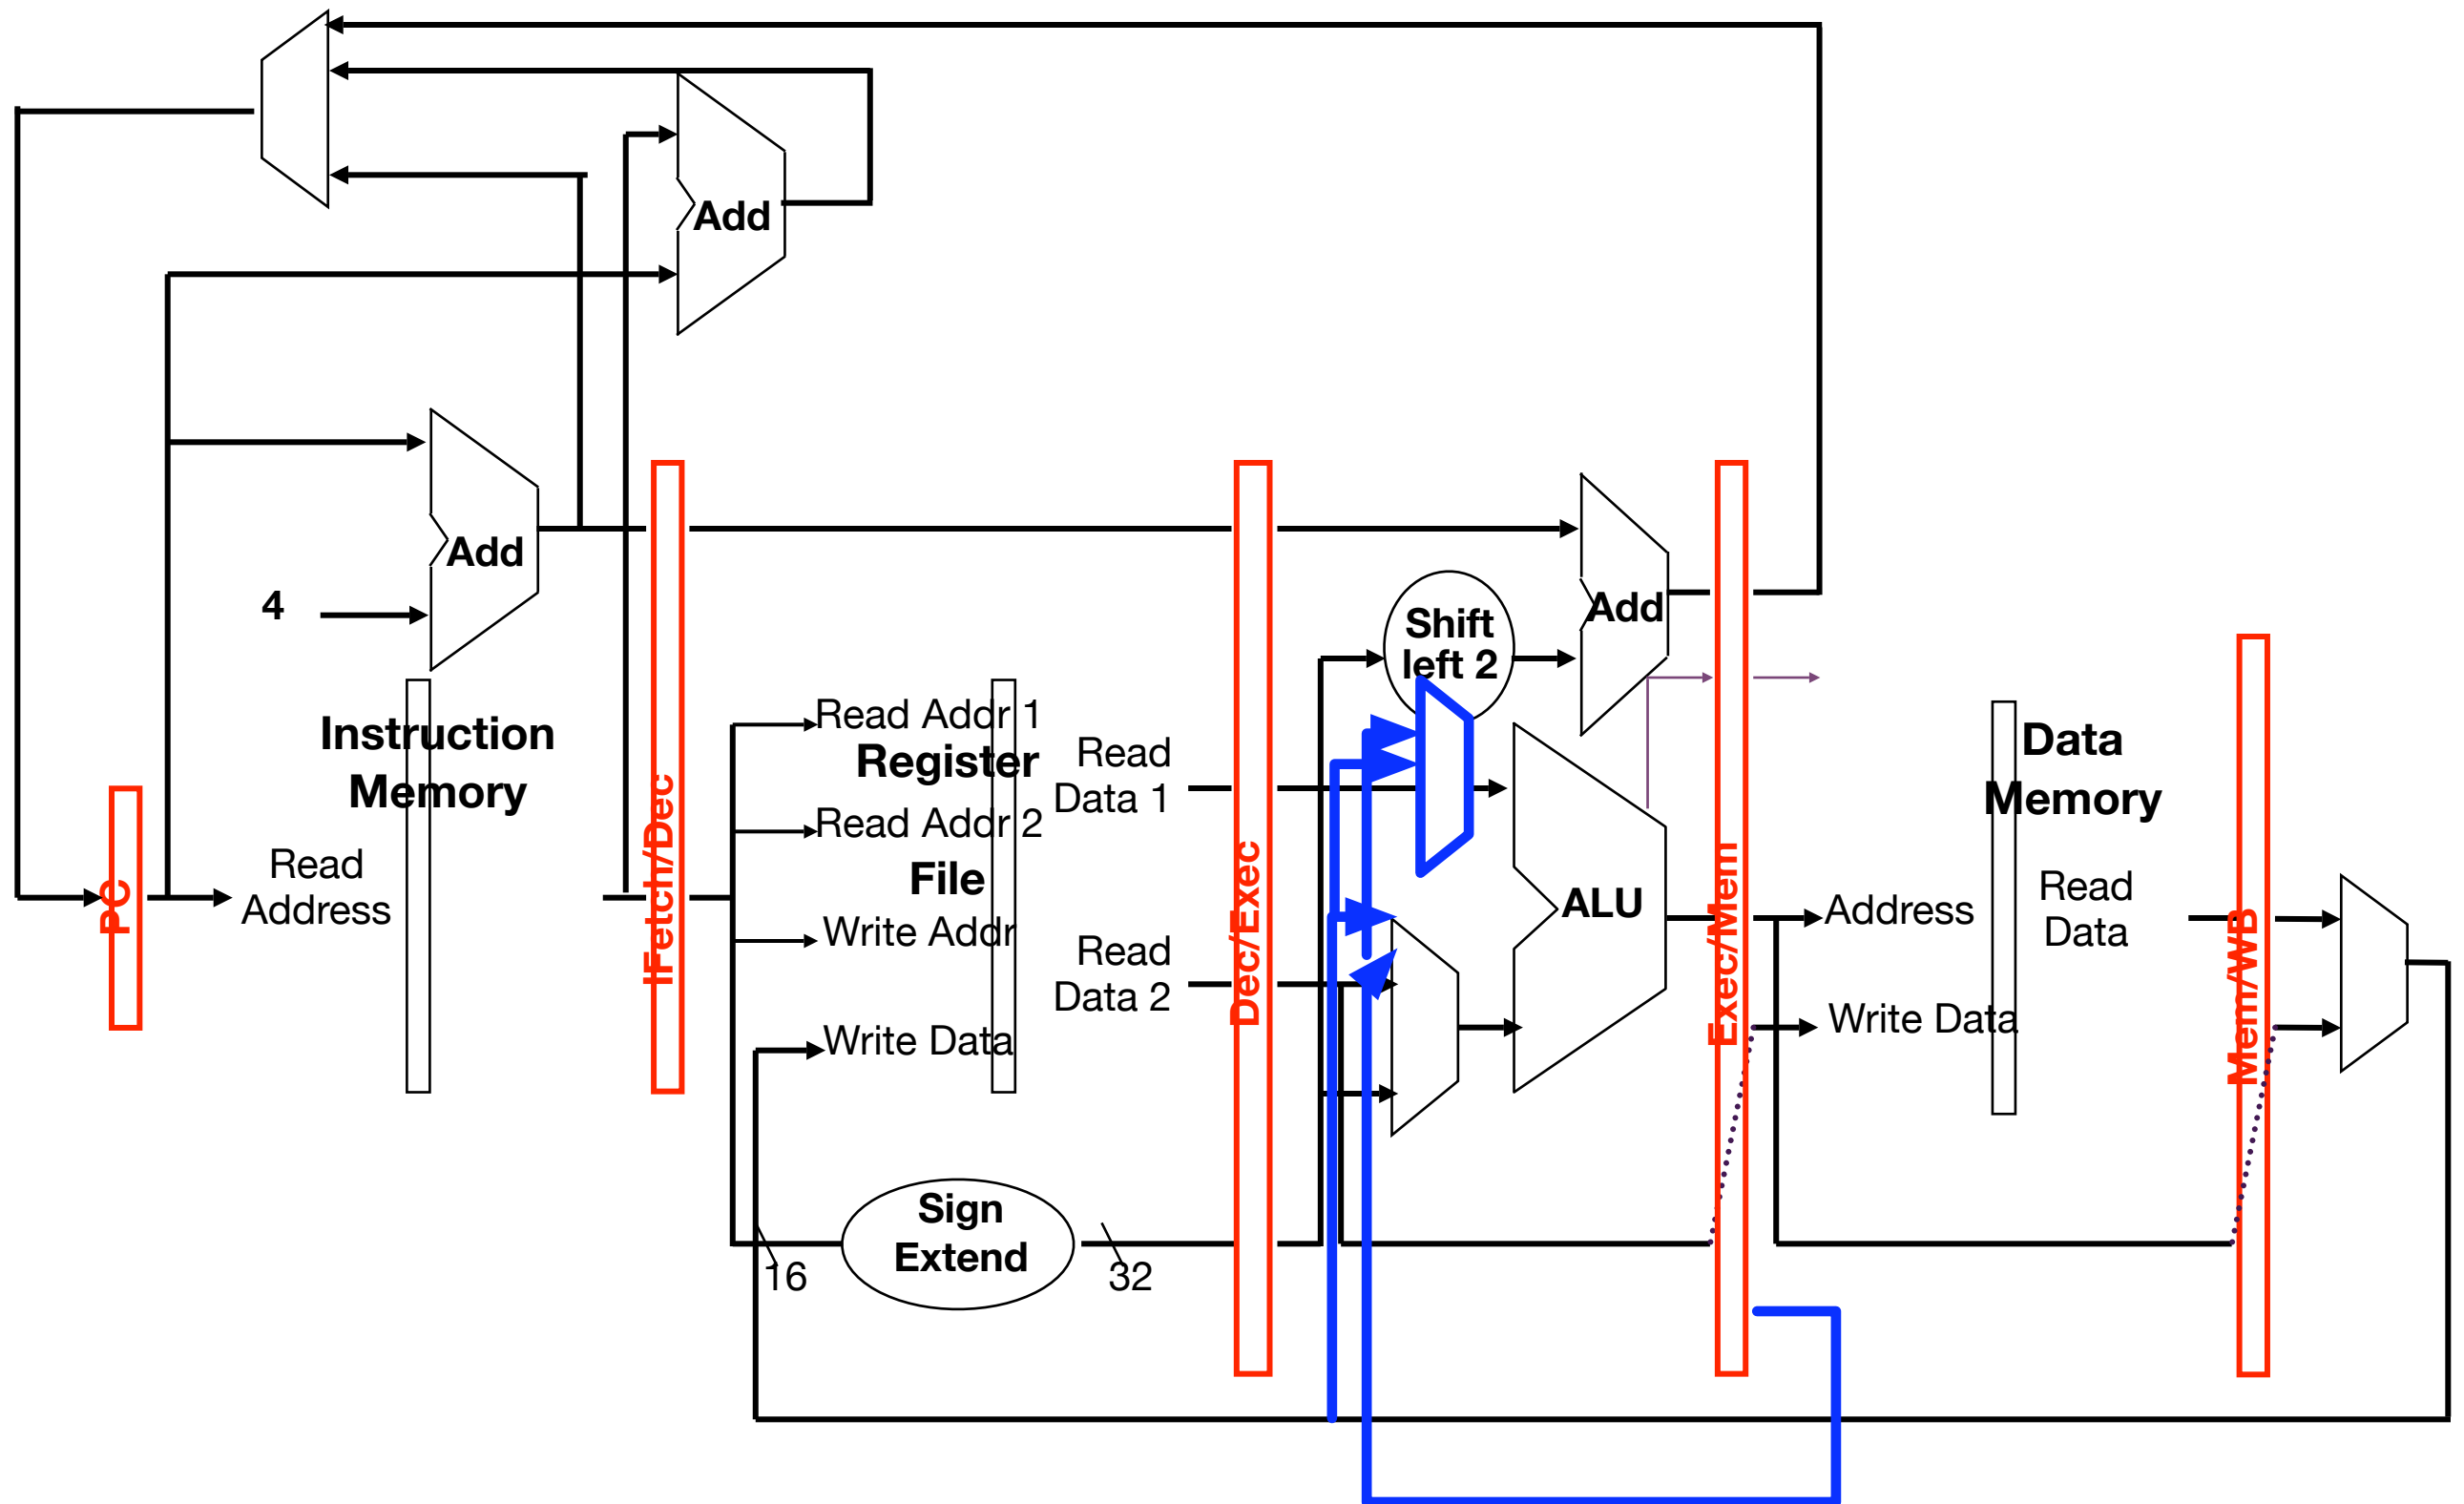 Add
Add
4
Add
Shift
left 2
Instruction
Memory
Read
Address
PC
IFetch/Dec
Read Addr 1
Register
Read Addr 2
File
Write Addr
Write Data
Read
Data 1
Read
Data 2
Dec/Exec
ALU
Exec/Mem
Data
Memory
Address
Read
Data
Write Data
Mem/WB
Sign
Extend
16
32